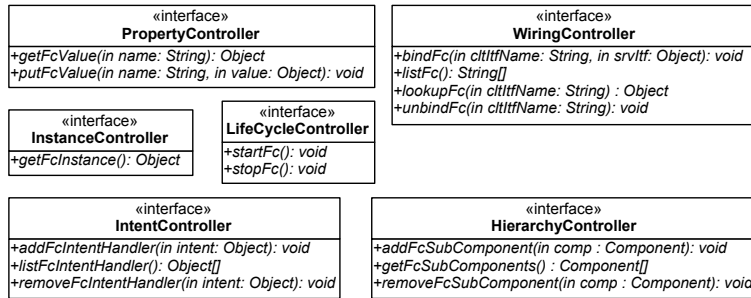 «interface»
PropertyController
+getFcValue(in name: String): Object
+putFcValue(in name: String, in value: Object): void
«interface»
WiringController
+bindFc(in cltItfName: String, in srvItf: Object): void
+listFc(): String[]
+lookupFc(in cltItfName: String) : Object
+unbindFc(in cltItfName: String): void
«interface»
InstanceController
+getFcInstance(): Object
«interface»
LifeCycleController
+startFc(): void
+stopFc(): void
«interface»
IntentController
+addFcIntentHandler(in intent: Object): void
+listFcIntentHandler(): Object[]
+removeFcIntentHandler(in intent: Object): void
«interface»
HierarchyController
+addFcSubComponent(in comp : Component): void
+getFcSubComponents() : Component[]
+removeFcSubComponent(in comp : Component): void